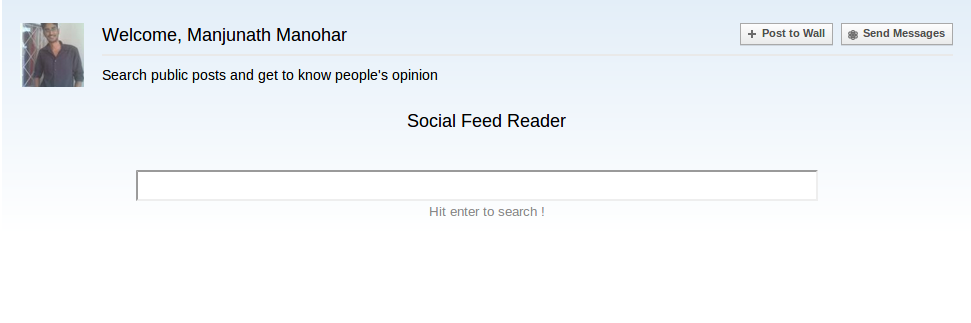 Welcome, Manjunath Manohar
Post to Wall
Send Messages
Search public posts and get to know people's opinion
Social Feed Reader
Hit enter to search !